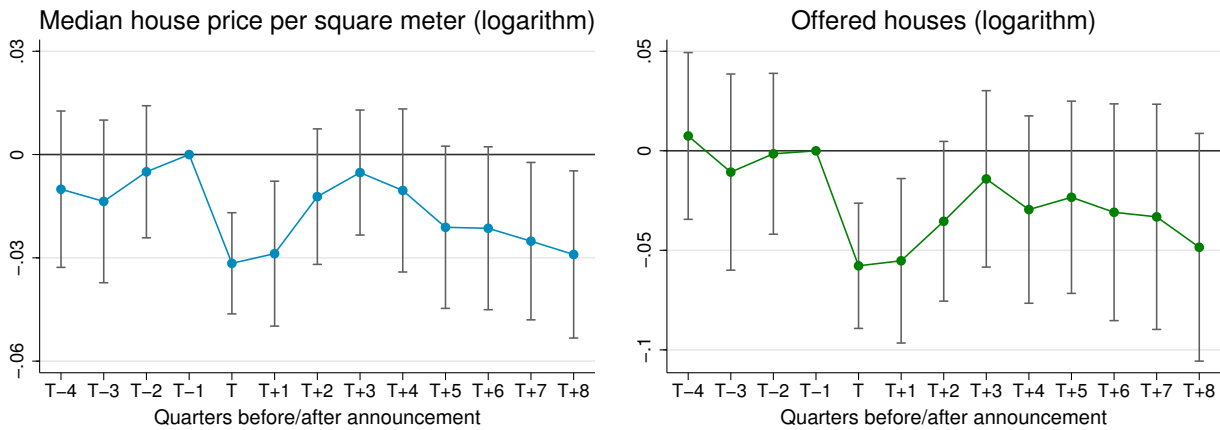 Median house price per square meter (logarithm)
.03
0
−.03
−.06
T−4 T−3 T−2 T−1 T T+1 T+2 T+3 T+4 T+5 T+6 T+7 T+8
Quarters before/after announcement
Offered houses (logarithm)
.05
0
−.05
−.1
T−4 T−3 T−2 T−1 T T+1 T+2 T+3 T+4 T+5 T+6 T+7 T+8
Quarters before/after announcement